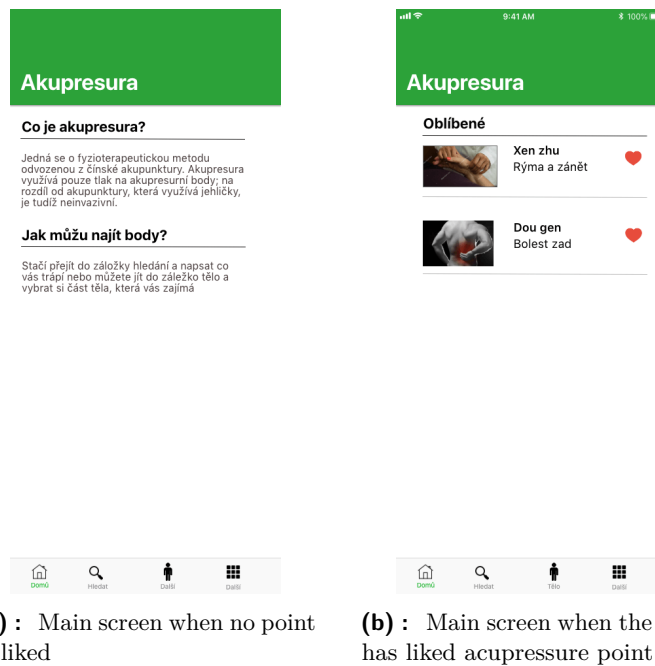 Akupresura
Co je akupresura?
Jedná se o fyzioterapeutickou metodu
odvozenou z čínské akupunktury. Akupresura
využívá pouze tlak na akupresurní body; na
rozdíl od akupunktury, která využívá jehličky,
je tudíž neinvazivní.
Jak můžu najít body?
Stačí přejít do záložky hledání a napsat co
vás trápí nebo můžete jít do záležko tělo a
vybrat si část těla, která vás zajímá
Domů
Hledat
Další
Další
) : Main screen when no point
liked
9:41 AM
100%
Akupresura
Oblíbené
Xen zhu
Rýma a zánět
Dou gen
Bolest zad
Domů
Hledat
Tělo
Další
(b) : Main screen when the
has liked acupressure point